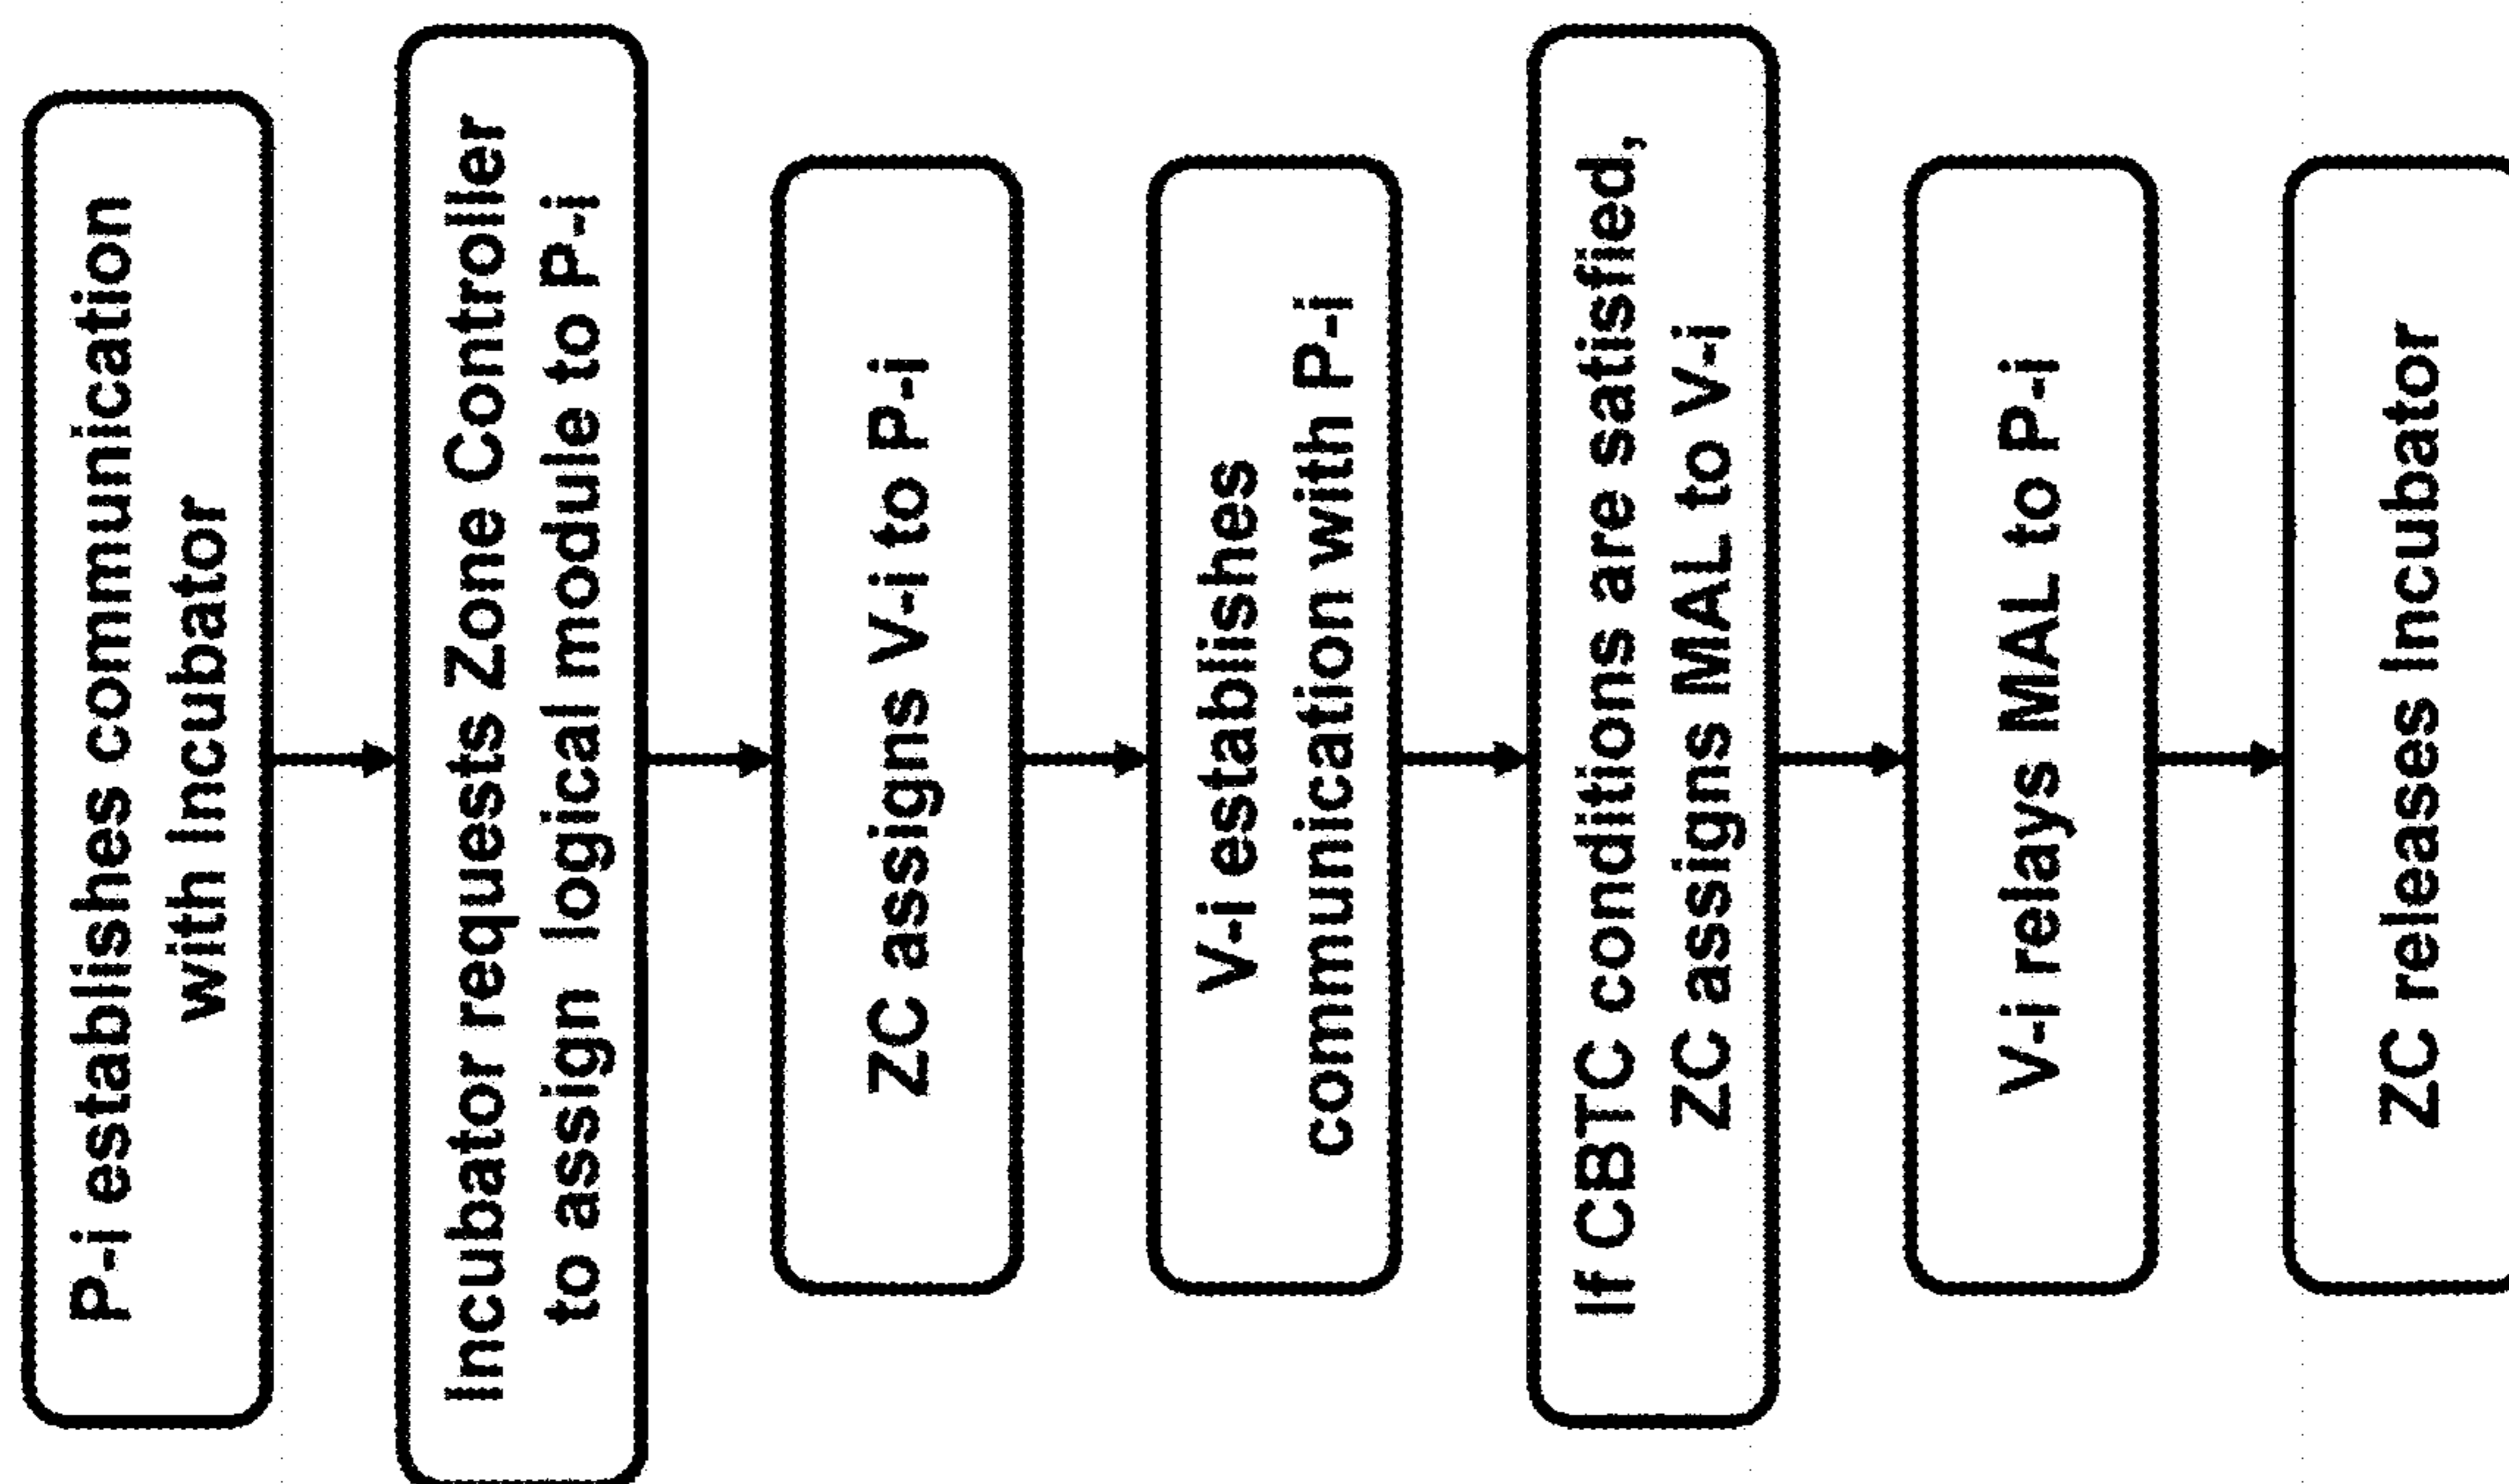 P-i establishes communication
with Incubator
Incubator requests Zone Controller
to assign logical module to P-i
ZC assigns V-i to P-i
V-i establishes
communication with P-i
If CBTC conditions are satisfied,
ZC assigns MAL to V-i
V-i relays MAL to P-i
ZC releases Incubator